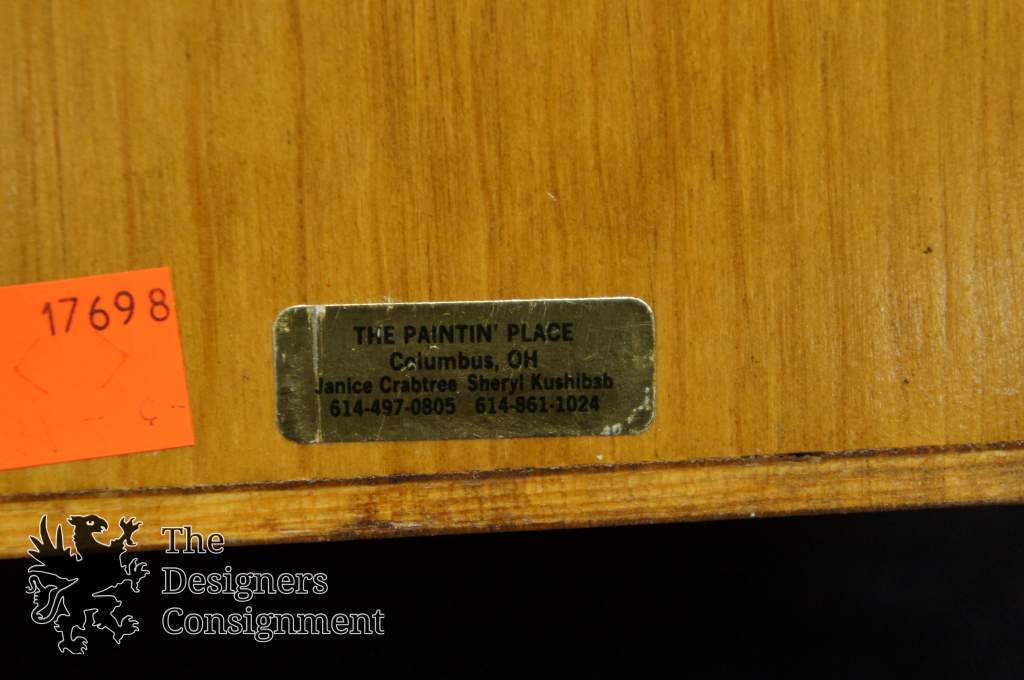 17698
THE PAINTIN' PLACE
Columbus, OH
Janice Crabtree Sheryl Kushibab
614-497-0805 614-861-1024
The
Designers
Consignment